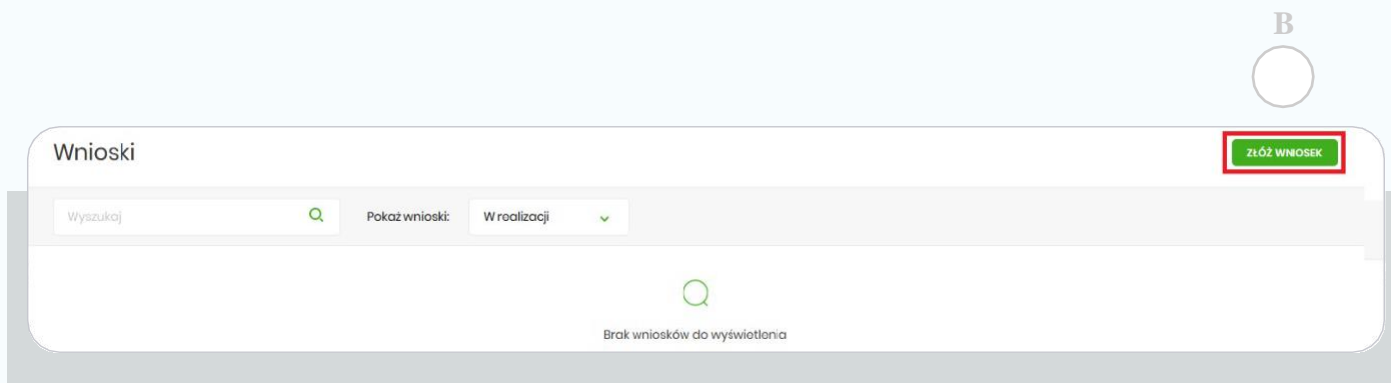 B
Wnioski
ZŁÓŻ WNIOSEK
Wyszukaj
Pokaż wnioski:
W realizacji
Brak wniosków do wyświetlenia